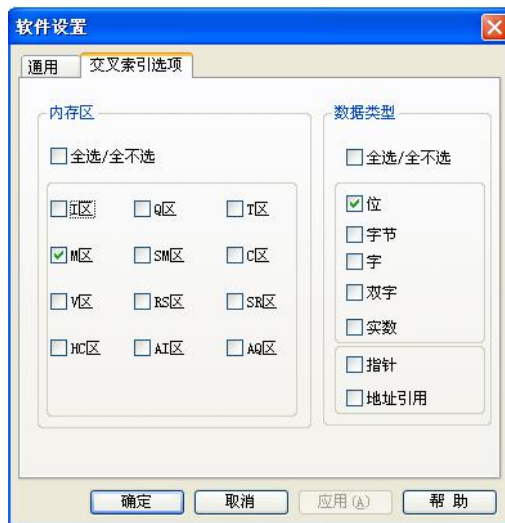 软件设置
通用 交叉索引选项
内存区
全选/全不选
I区 Q区 T区
M区 SM区 C区
V区 RS区 SR区
HC区 AI区 AQ区
数据类型
全选/全不选
位
字节
字
双字
实数
指针
地址引用
确定 取消 应用(A) 帮 助